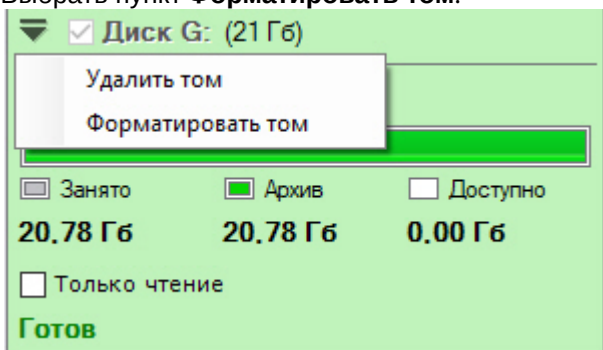 Выбрать пункт Форматировать том.
Диск G: (21 Гб)
Удалить том
Форматировать том
Занято Архив Доступно
20,78 Гб 20,78 Гб 0,00 Гб
Только чтение
Готов